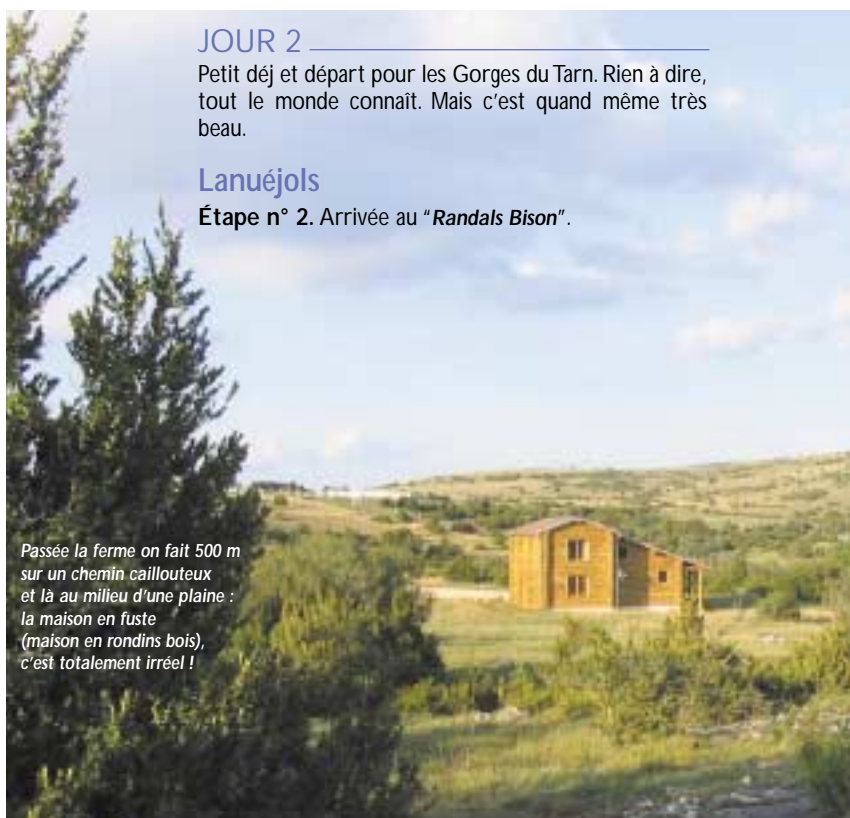 JOUR 2
Petit déj et départ pour les Gorges du Tarn. Rien à dire,
tout le monde connaît. Mais c'est quand même très
beau.
Lanuéjols
Étape n° 2. Arrivée au "Randals Bison".
Passée la ferme on fait 500 m
sur un chemin caillouteux
et là au milieu d'une plaine :
la maison en fuste
(maison en rondins bois),
c'est totalement irréel !